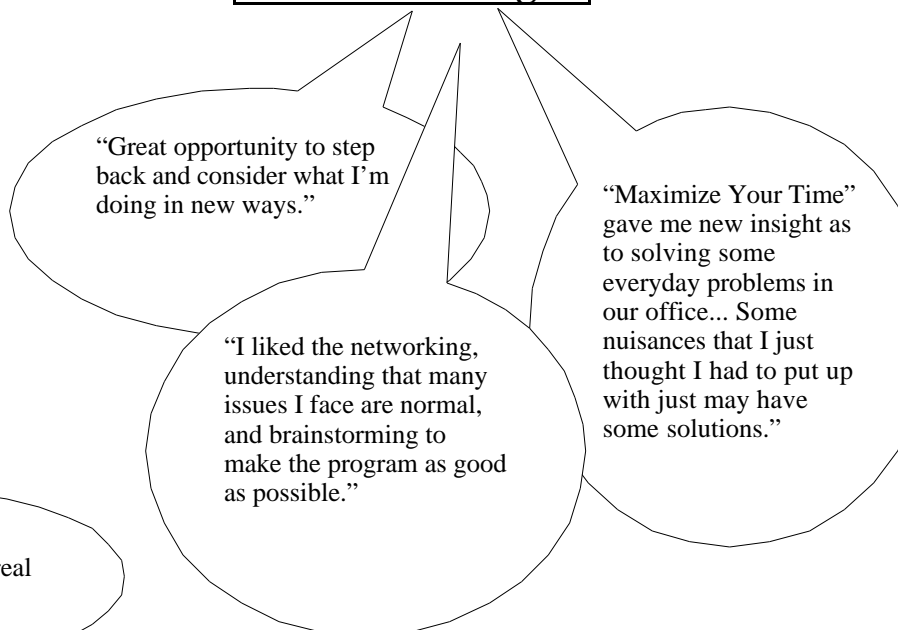 “Great opportunity to step
back and consider what I’m
doing in new ways.”
“Maximize Your Time”
gave me new insight as
to solving some
everyday problems in
our office... Some
nuisances that I just
thought I had to put up
with just may have
some solutions.”
“I liked the networking,
understanding that many
issues I face are normal,
and brainstorming to
make the program as good
as possible.”